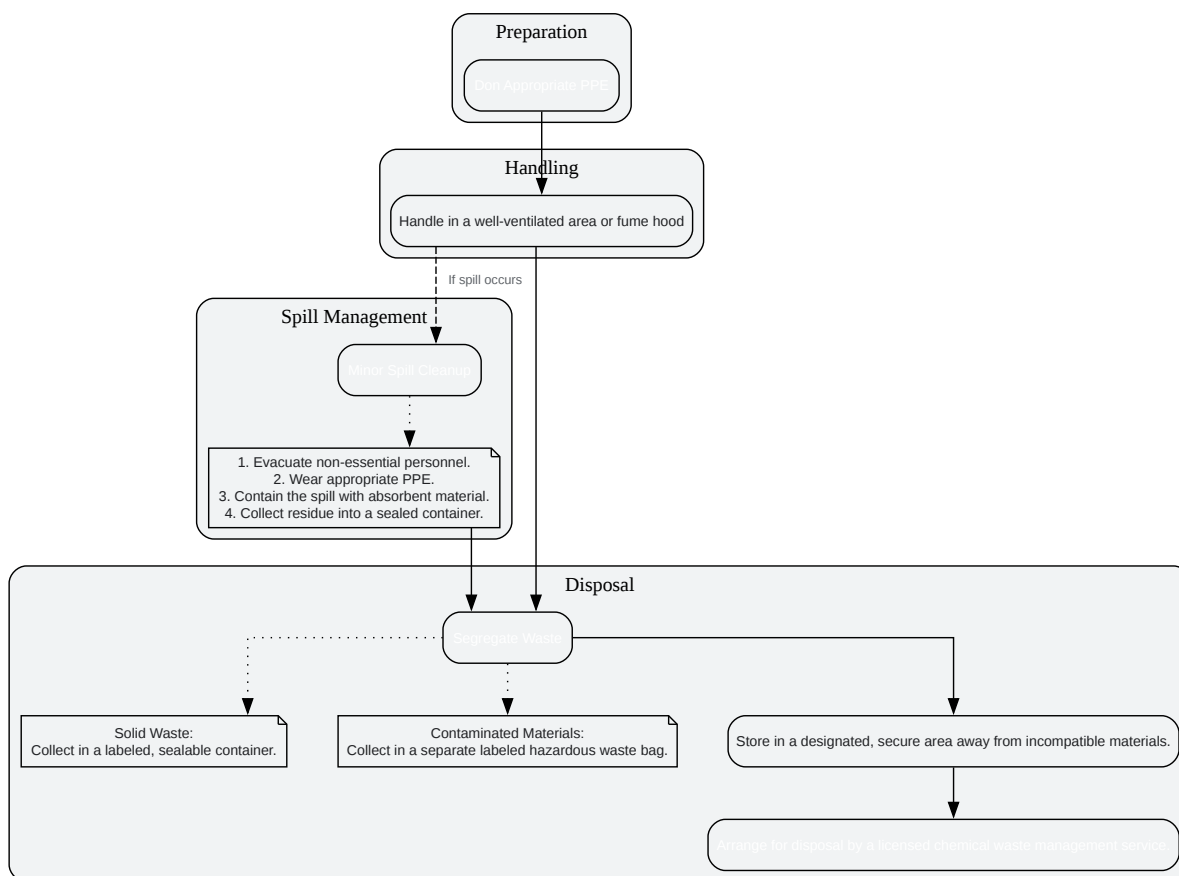 Preparation
Don Appropriate PPE
Handling
Handle in a well-ventilated area or fume hood
If spill occurs
Spill Management
Minor Spill Cleanup
1. Evacuate non-essential personnel.
2. Wear appropriate PPE.
3. Contain the spill with absorbent material.
4. Collect residue into a sealed container.
Disposal
Segregate Waste
Solid Waste:
Collect in a labeled, sealable container.
Contaminated Materials:
Collect in a separate labeled hazardous waste bag.
Store in a designated, secure area away from incompatible materials.
Arrange for disposal by a licensed chemical waste management service.